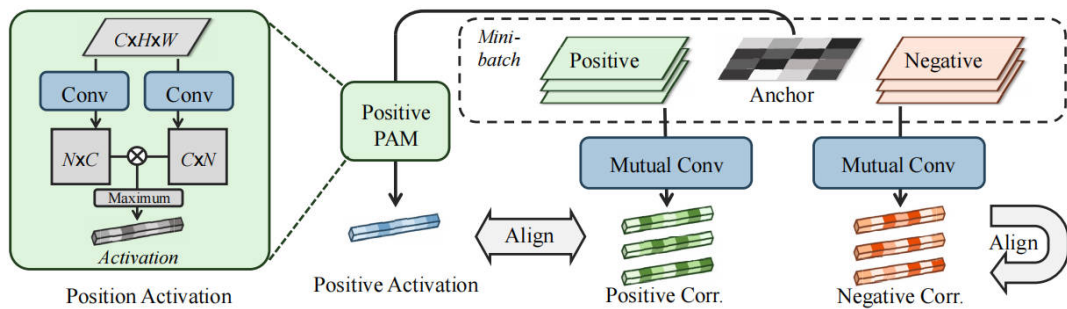 CxHxW
Conv
Conv
NxC
CxN
Maximum
Activation
Position Activation
Positive
PAM
Positive Activation
Mini-
batch
Positive
Anchor
Negative
Mutual Conv
Mutual Conv
Align
Align
Positive Corr.
Negative Corr.